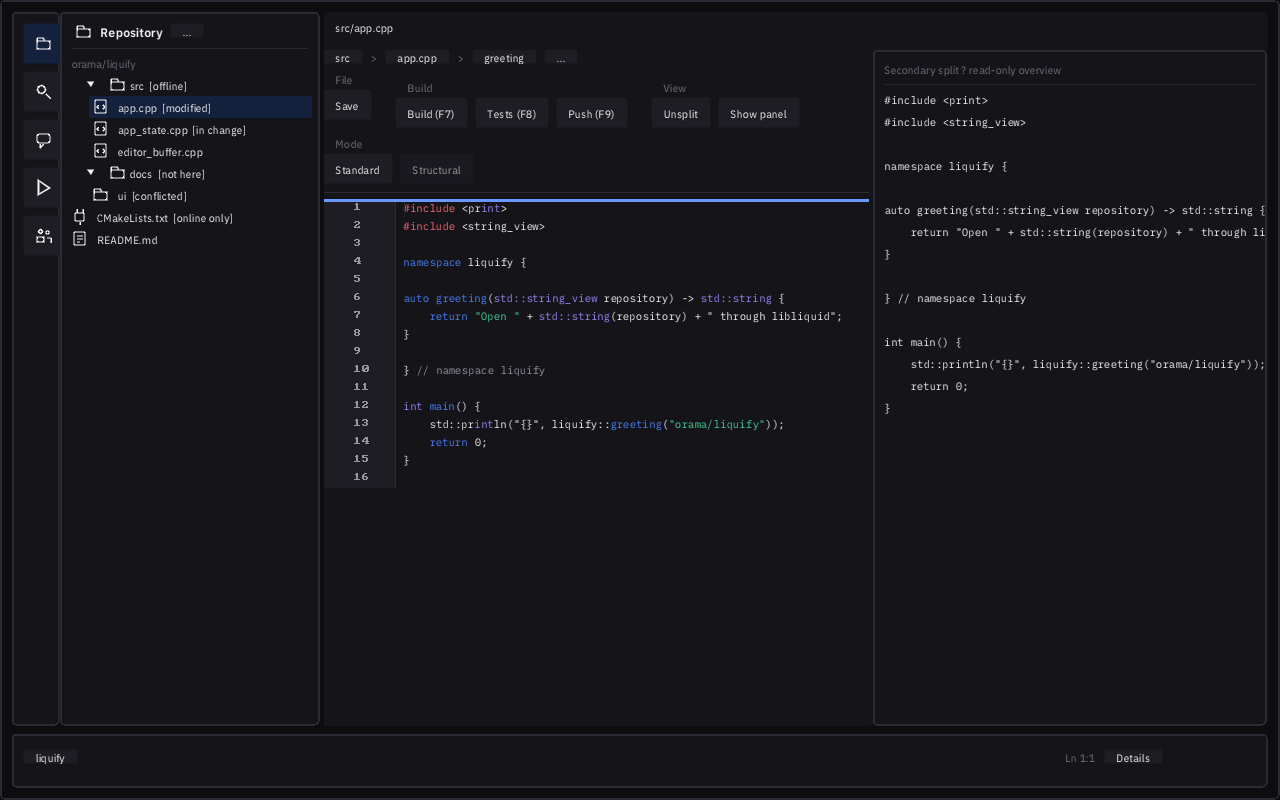 Repository ...
orama/liquify
src [offline]
app.cpp [modified]
app_state.cpp [in change]
editor_buffer.cpp
docs [not here]
ui [conflicted]
CMakeLists.txt [online only]
README.md
src/app.cpp
src > app.cpp > greeting ...
File
Save
Build
Build (F7) Tests (F8) Push (F9)
View
Unsplit Show panel
Mode
Standard Structural
1 #include <print>
2 #include <string_view>
3
4 namespace liquify {
5
6 auto greeting(std::string_view repository) -> std::string {
7     return "Open " + std::string(repository) + " through libliquid";
8 }
9
10 } // namespace liquify
11
12 int main() {
13     std::println("{}", liquify::greeting("orama/liquify"));
14     return 0;
15 }
16
Secondary split ? read-only overview
#include <print>
#include <string_view>
namespace liquify {
auto greeting(std::string_view repository) -> std::string {
    return "Open " + std::string(repository) + " through li
}
} // namespace liquify
int main() {
    std::println("{}", liquify::greeting("orama/liquify"));
    return 0;
}
liquify
Ln 1:1 Details